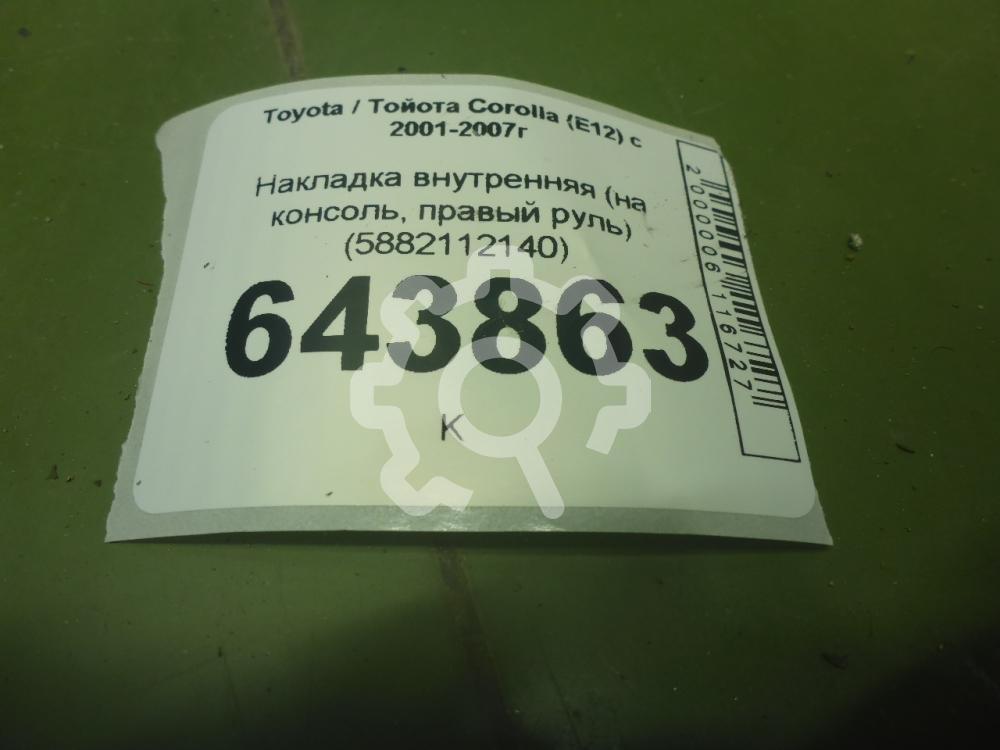 Toyota / Тойота Corolla (E12) с
2001-2007г
Накладка внутренняя (на
консоль, правый руль)
(5882112140)
643863
К
2000006116727